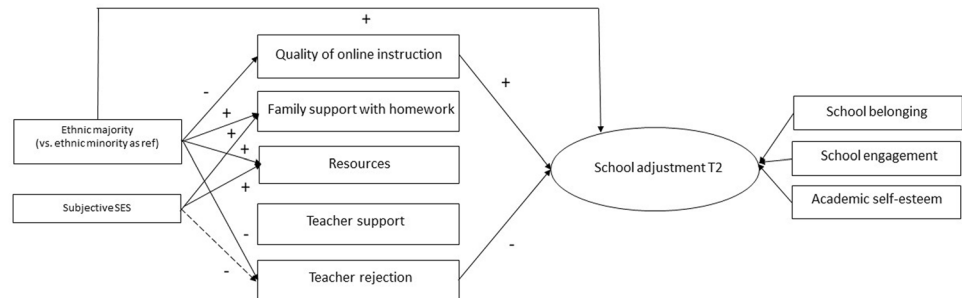 +
Quality of online instruction
-
+
+
Family support with homework
+
School belonging
Ethnic majority
(vs. ethnic minority as ref)
+
Resources
School adjustment T2
School engagement
+
Subjective SES
Teacher support
Academic self-esteem
-
-
-
Teacher rejection